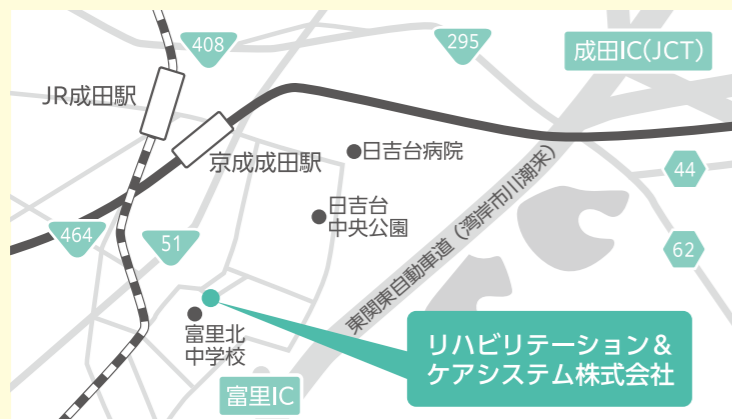 408
295
成田IC(JCT)
JR成田駅
京成成田駅
日吉台病院
44
日吉台
中央公園
464
51
62
東関東自動車道（湾岸市川潮来）
富里北
中学校
リハビリテーション＆
ケアシステム株式会社
富里IC